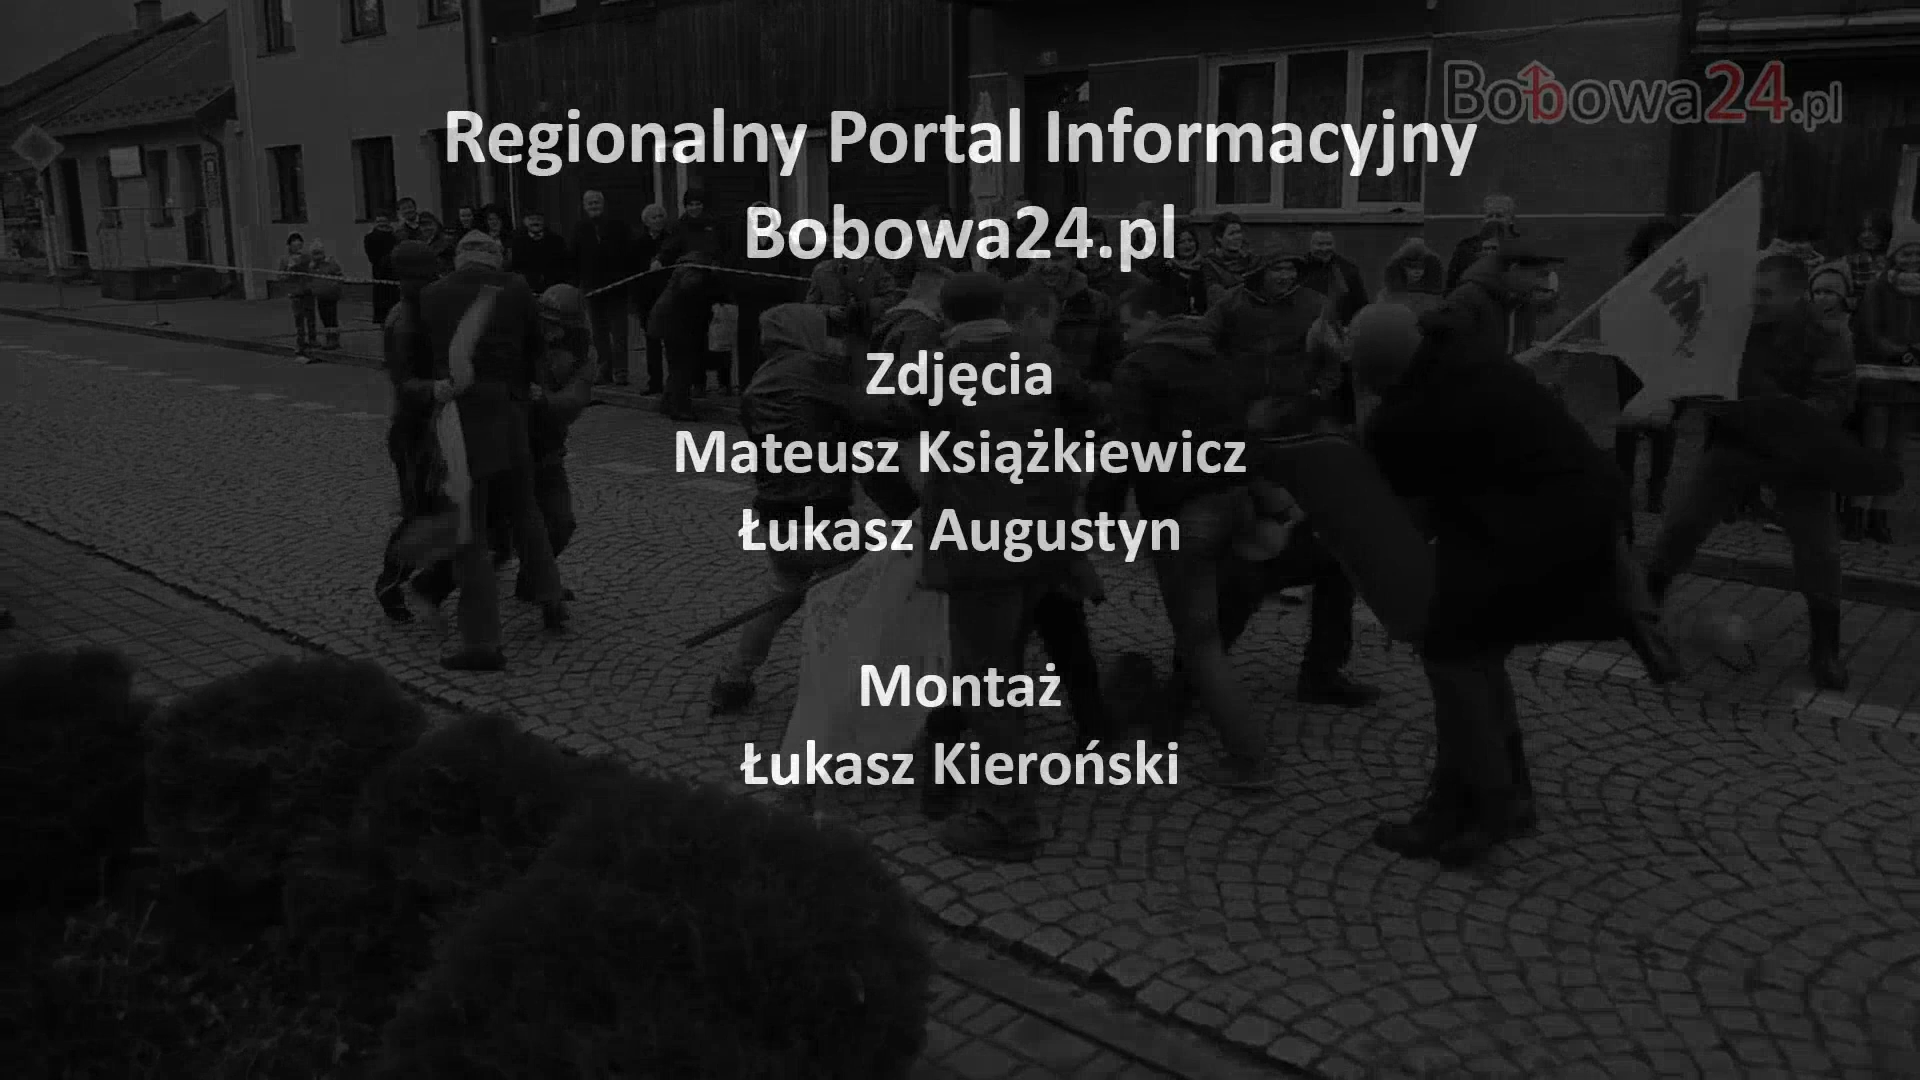 Bobowa24.pl
Regionalny Portal Informacyjny
Bobowa24.pl
Zdjęcia
Mateusz Książkiewicz
Łukasz Augustyn
Montaż
Łukasz Kieroński